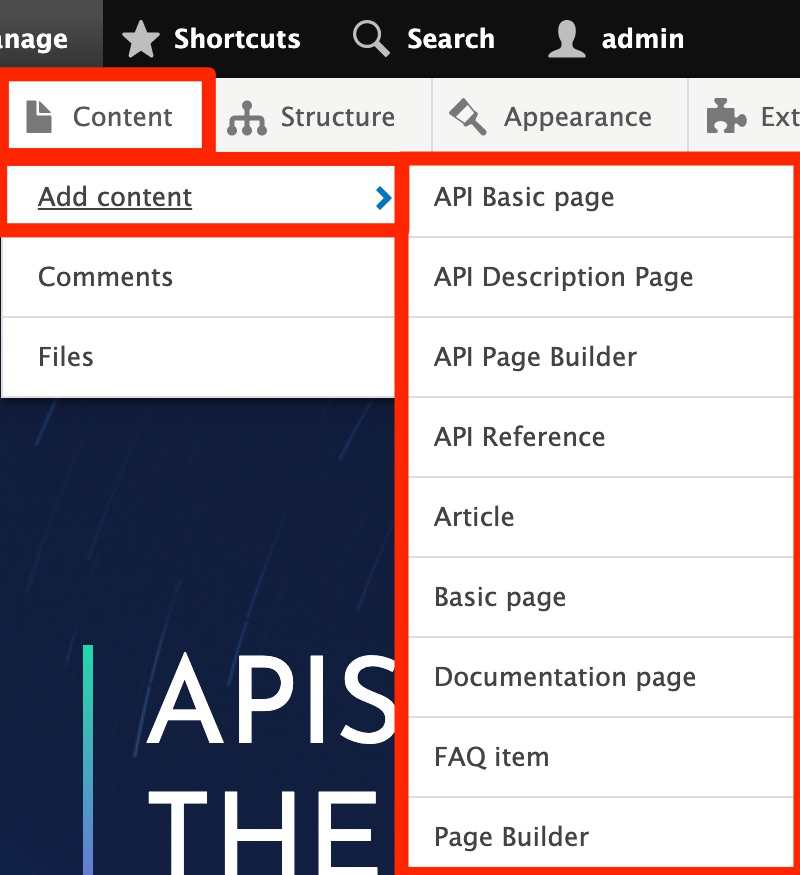 nage Shortcuts Search admin
Content Structure Appearance Ext
Add content
Comments
Files
API Basic page
API Description Page
API Page Builder
API Reference
Article
Basic page
Documentation page
FAQ item
Page Builder
APIS
THE